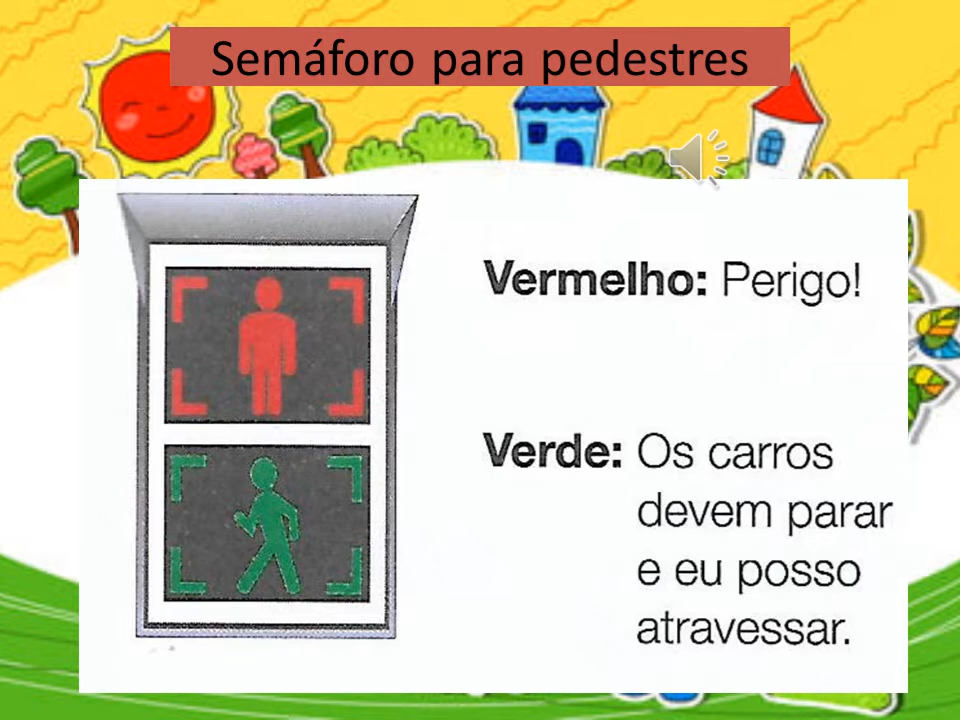 Semáforo para pedestres
Vermelho: Perigo!
Verde: Os carros
devem parar
e eu posso
atravessar.